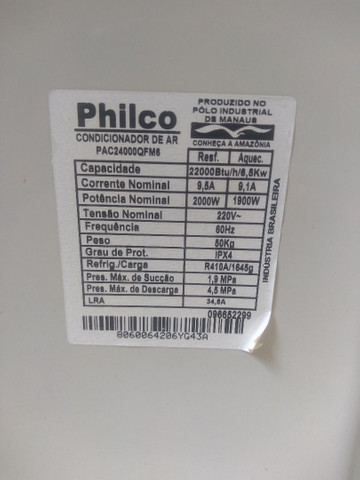 Philco
CONDICIONADOR DE AR
PAC24000QFM6
PRODUZIDO NO
PÓLO INDUSTRIAL
DE MANAUS
CONHEÇA A AMAZÔNIA
Resf. Aquec.
Capacidade 22000Btu/h/6,5Kw
Corrente Nominal 9,5A 9,1A
Potência Nominal 2000W 1900W
Tensão Nominal 220V~
Frequência 60Hz
Peso 50Kg
Grau de Prot. IPX4
Refrig./Carga R410A/1645g
Pres. Máx. de Sucção 1,9 MPa
Pres. Máx. de Descarga 4,5 MPa
LRA 34,6A
INDÚSTRIA BRASILEIRA
096652299
8060064206YG43A